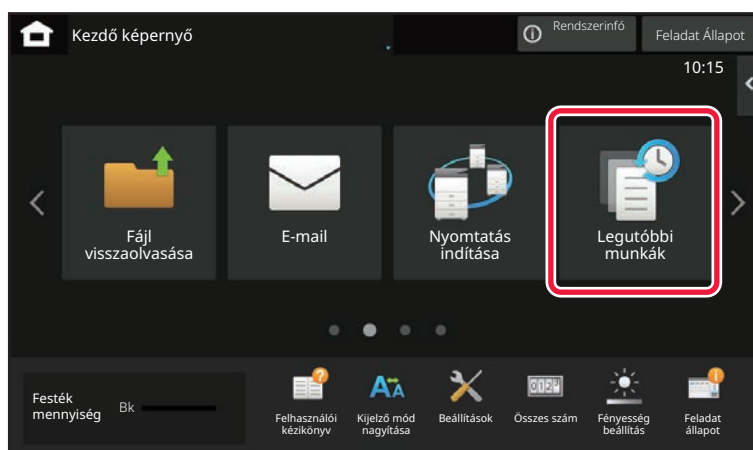 Kezdő képernyő
Rendszerinfó
Feladat Állapot
10:15
Fájl
visszaolvasása
E-mail
Nyomtatás
indítása
Legutóbbi
munkák
Festék
mennyiség
Bk
Felhasználói
kézikönyv
Kijelző mód
nagyítása
Beállítások
Összes szám
Fényesség
beállítás
Feladat
állapot